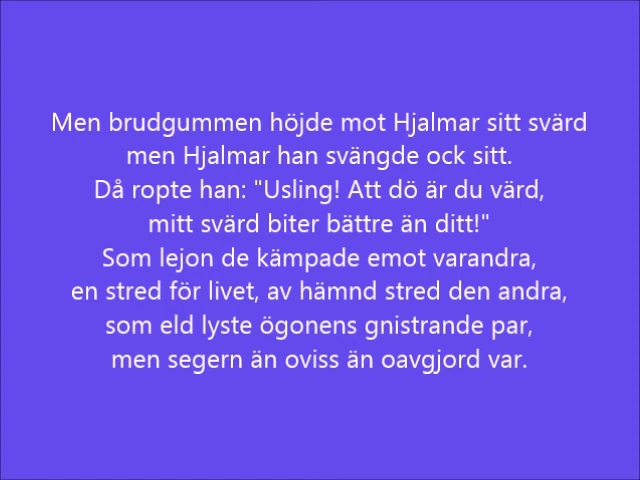 Men brudgummen höjde mot Hjalmar sitt svärd
men Hjalmar han svängde ock sitt.
Då ropte han: "Usling! Att dö är du värd,
mitt svärd biter bättre än ditt!"
Som lejon de kämpade emot varandra,
en stred för livet, av hämnd stred den andra,
som eld lyste ögonens gnistrande par,
men segern än oviss än oavgjord var.